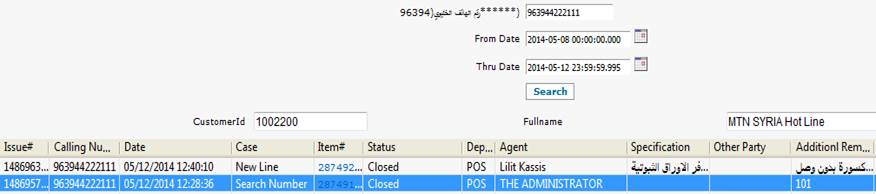 (******رقم الهاتف الخليوي(96394 963944222111
From Date 2014-05-08 00:00:00.000
Thru Date 2014-05-12 23:59:59.995
Search
CustomerId 1002200 Fullname MTN SYRIA Hot Line
Issue# Calling Nu... Date Case Item# Status Dep... Agent Specification Other Party Additionl Rem...
1486963... 963944222111 05/12/2014 12:40:10 New Line 287492... Closed POS Lilit Kassis فر الاوراق الثبوتية كسورة بدون وصل
1486957... 963944222111 05/12/2014 12:28:36 Search Number 287491... Closed POS THE ADMINISTRATOR 101